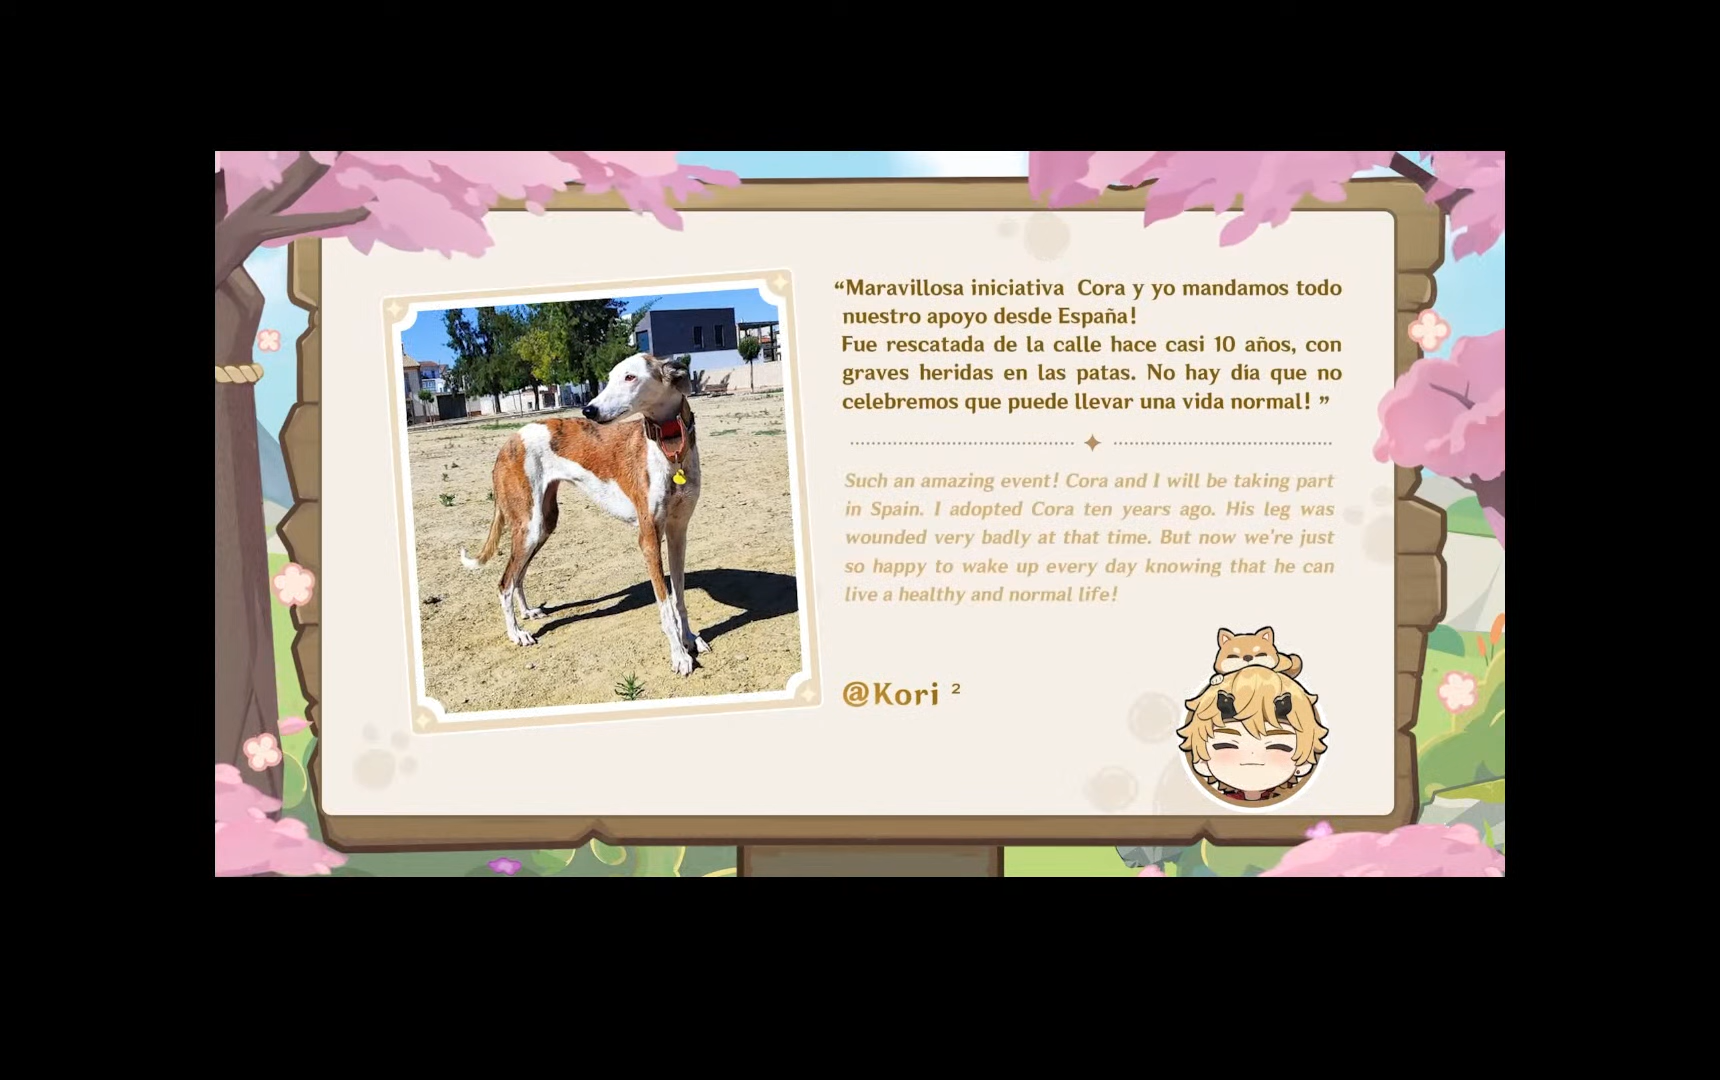 “Maravillosa iniciativa Cora y yo mandamos todo
nuestro apoyo desde España!
Fue rescatada de la calle hace casi 10 años, con
graves heridas en las patas. No hay día que no
celebremos que puede llevar una vida normal! ”
Such an amazing event! Cora and I will be taking part
in Spain. I adopted Cora ten years ago. His leg was
wounded very badly at that time. But now we're just
so happy to wake up every day knowing that he can
live a healthy and normal life!
@Kori ²